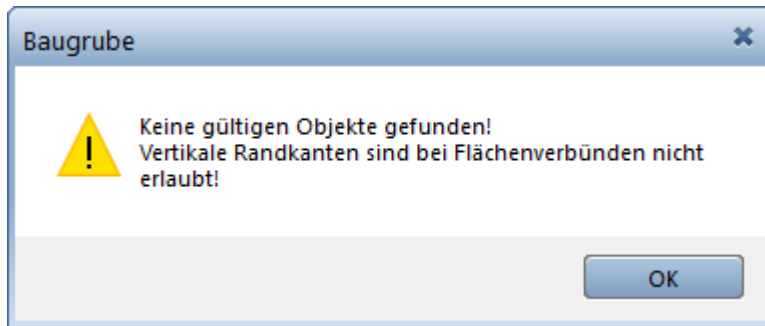 Baugrube
Keine gültigen Objekte gefunden!
Vertikale Randkanten sind bei Flächenverbünden nicht
erlaubt!
OK